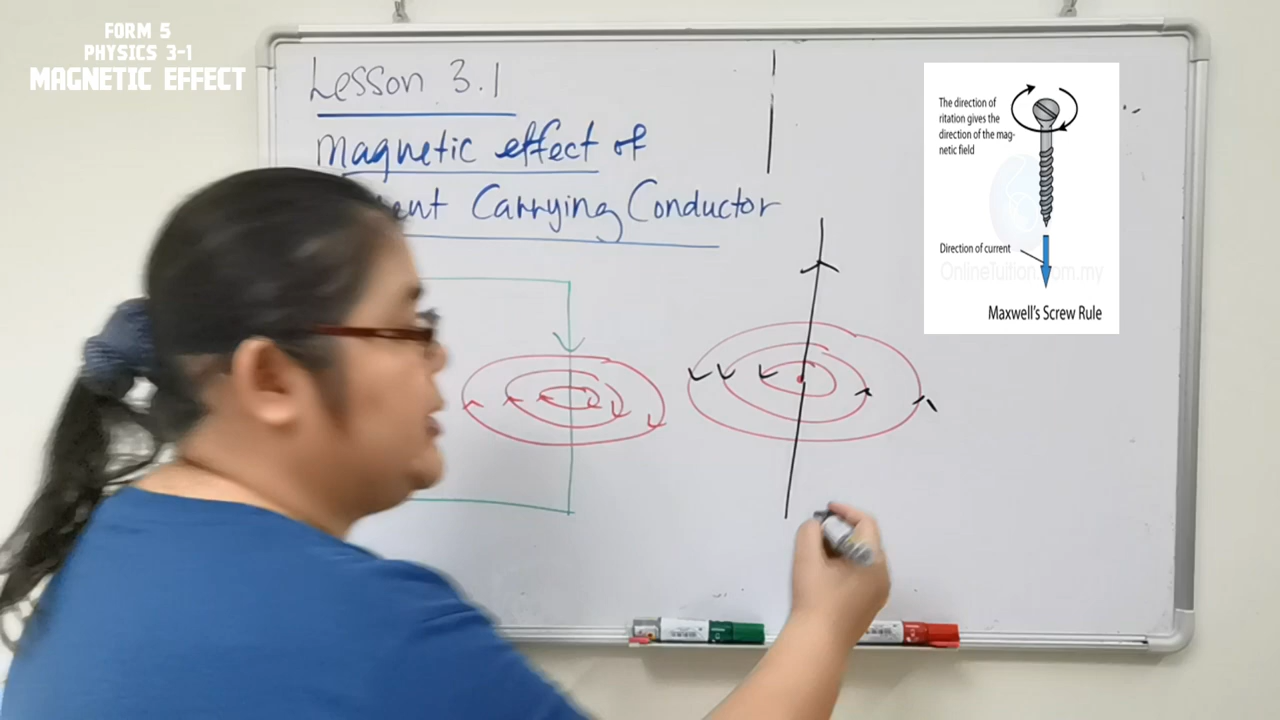 FORM 5
PHYSICS 3-1
MAGNETIC EFFECT
Lesson 3.1
Magnetic effect of
Carrying Conductor
The direction of
ritation gives the
direction of the mag-
netic field
Direction of current
OnlineTuition.com.my
Maxwell's Screw Rule